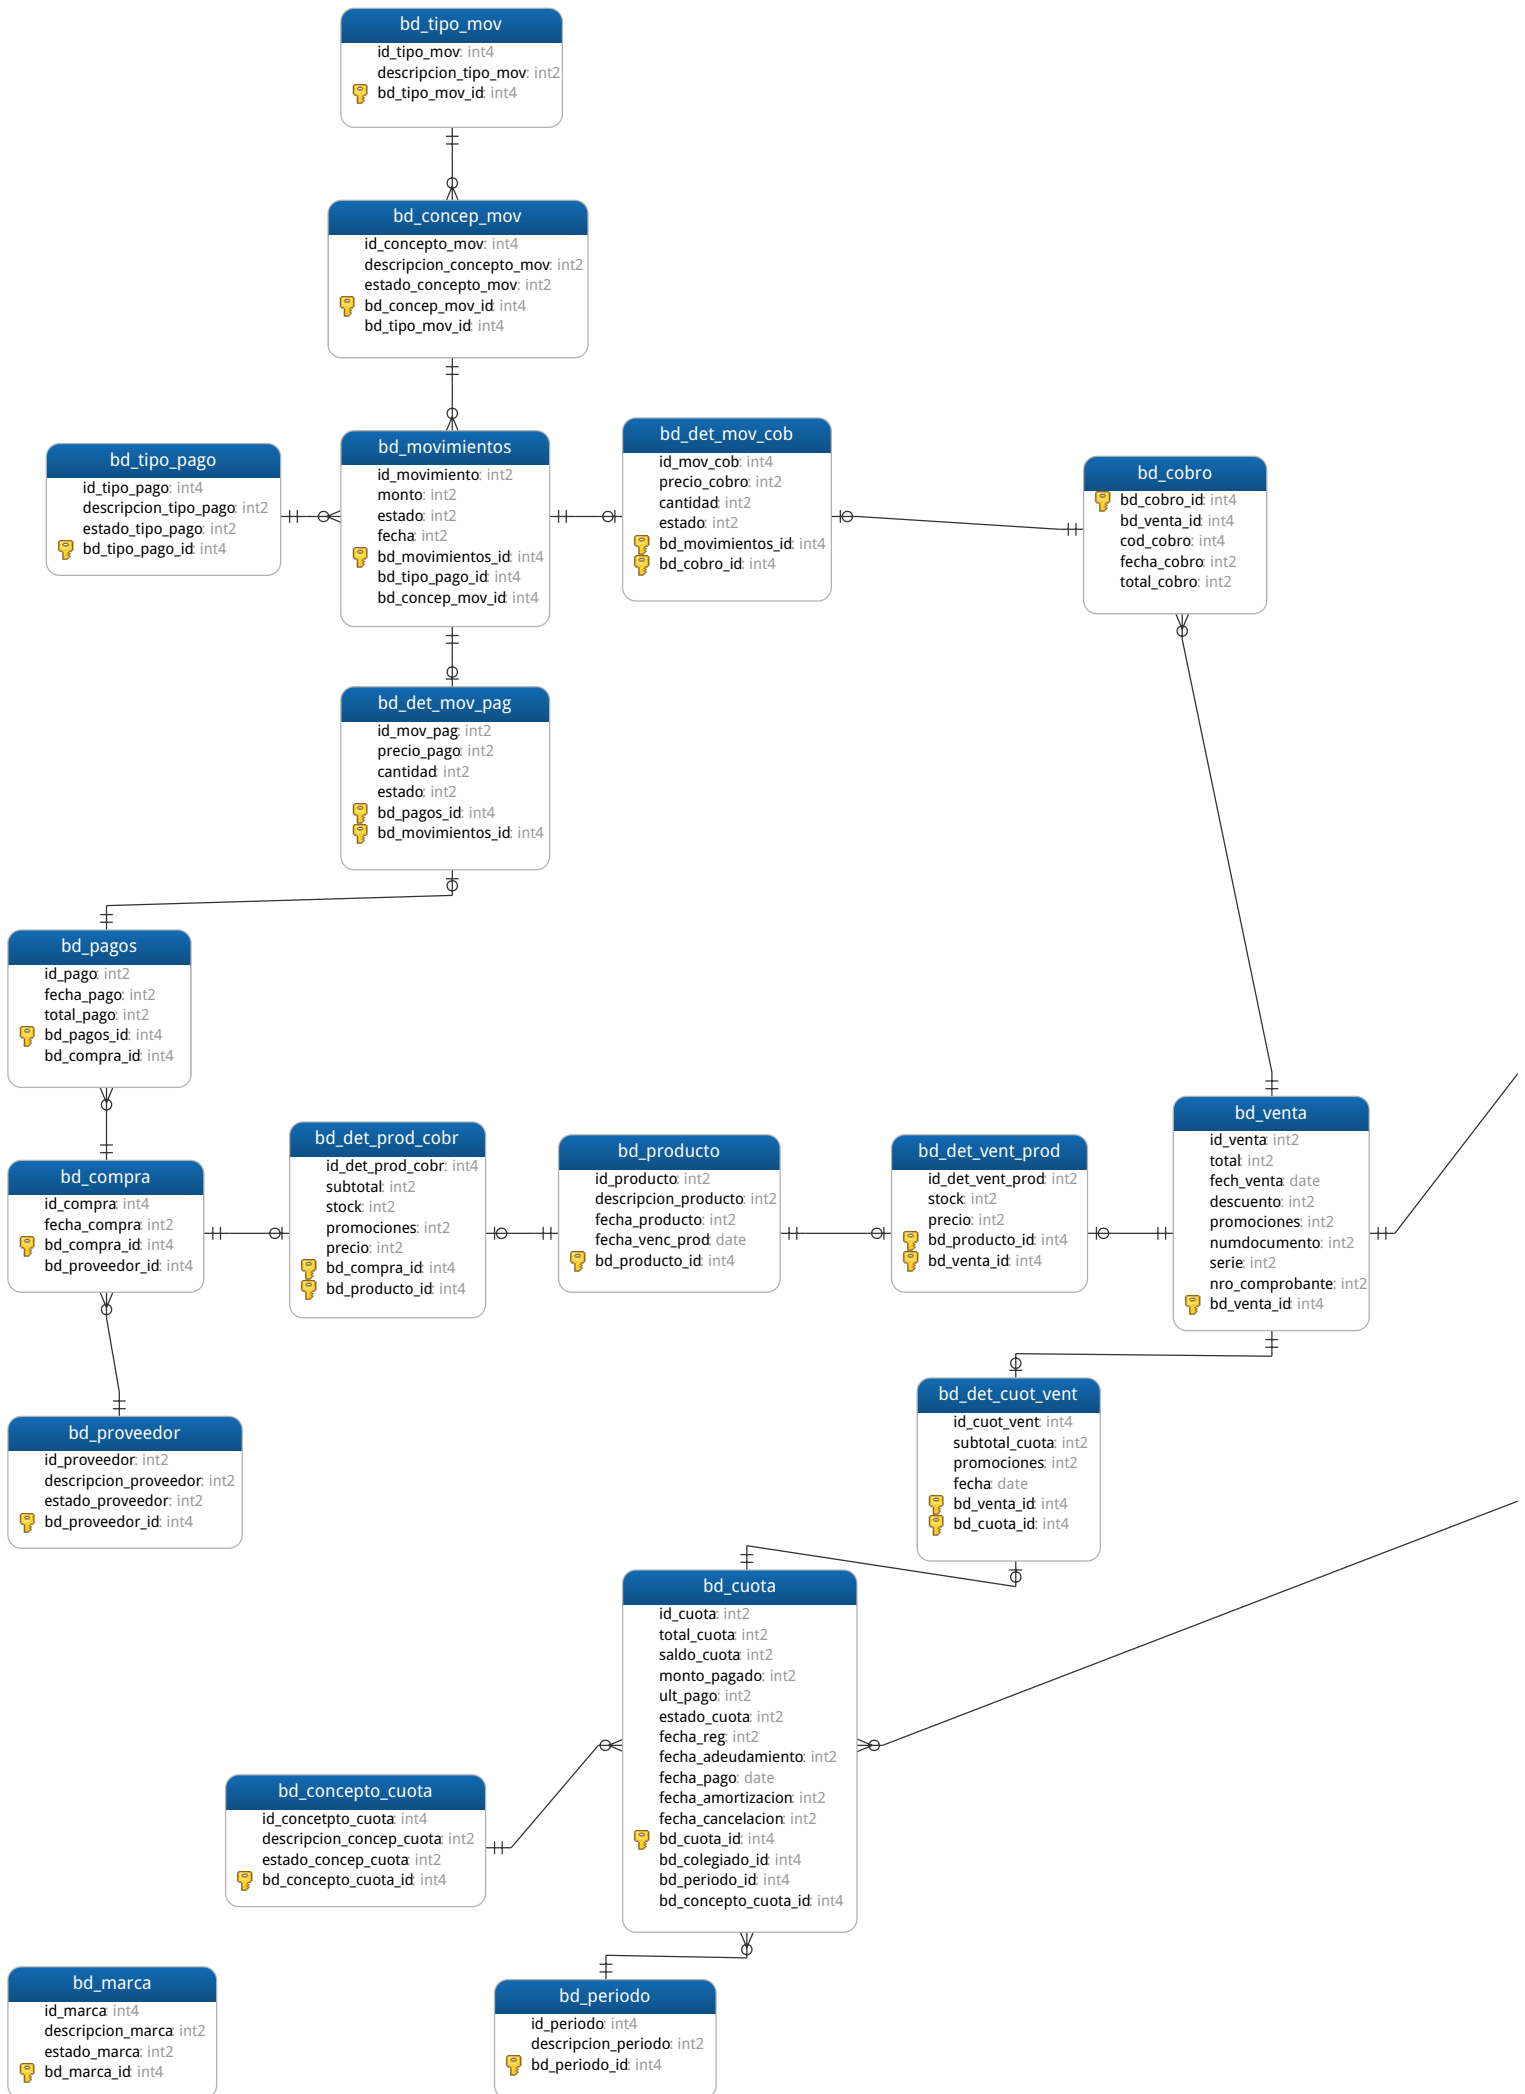 bd_tipo_mov
id_tipo_mov: int4
descripcion_tipo_mov: int2
bd_tipo_mov_id: int4
bd_concep_mov
id_concepto_mov: int4
descripcion_concepto_mov: int2
estado_concepto_mov: int2
bd_concep_mov_id: int4
bd_tipo_mov_id: int4
bd_tipo_pago
id_tipo_pago: int4
descripcion_tipo_pago: int2
estado_tipo_pago: int2
bd_tipo_pago_id: int4
bd_movimientos
id_movimiento: int2
monto: int2
estado: int2
fecha: int2
bd_movimientos_id: int4
bd_tipo_pago_id: int4
bd_concep_mov_id: int4
bd_det_mov_cob
id_mov_cob: int4
precio_cobro: int2
cantidad: int2
estado: int2
bd_movimientos_id: int4
bd_cobro_id: int4
bd_cobro
bd_cobro_id: int4
bd_venta_id: int4
cod_cobro: int4
fecha_cobro: int2
total_cobro: int2
bd_det_mov_pag
id_mov_pag: int2
precio_pago: int2
cantidad: int2
estado: int2
bd_pagos_id: int4
bd_movimientos_id: int4
bd_pagos
id_pago: int2
fecha_pago: int2
total_pago: int2
bd_pagos_id: int4
bd_compra_id: int4
bd_compra
id_compra: int4
fecha_compra: int2
bd_compra_id: int4
bd_proveedor_id: int4
bd_det_prod_cobr
id_det_prod_cobr: int4
subtotal: int2
stock: int2
promociones: int2
precio: int2
bd_compra_id: int4
bd_producto_id: int4
bd_producto
id_producto: int2
descripcion_producto: int2
fecha_producto: int2
fecha_venc_prod: date
bd_producto_id: int4
bd_det_vent_prod
id_det_vent_prod: int2
stock: int2
precio: int2
bd_producto_id: int4
bd_venta_id: int4
bd_venta
id_venta: int2
total: int2
fech_venta: date
descuento: int2
promociones: int2
numdocumento: int2
serie: int2
nro_comprobante: int2
bd_venta_id: int4
bd_proveedor
id_proveedor: int2
descripcion_proveedor: int2
estado_proveedor: int2
bd_proveedor_id: int4
bd_det_cuot_vent
id_cuot_vent: int4
subtotal_cuota: int2
promociones: int2
fecha: date
bd_venta_id: int4
bd_cuota_id: int4
bd_cuota
id_cuota: int2
total_cuota: int2
saldo_cuota: int2
monto_pagado: int2
ult_pago: int2
estado_cuota: int2
fecha_reg: int2
fecha_adeudamiento: int2
fecha_pago: date
fecha_amortizacion: int2
fecha_cancelacion: int2
bd_cuota_id: int4
bd_colegiado_id: int4
bd_periodo_id: int4
bd_concepto_cuota_id: int4
bd_concepto_cuota
id_concetpto_cuota: int4
descripcion_concep_cuota: int2
estado_concep_cuota: int2
bd_concepto_cuota_id: int4
bd_marca
id_marca: int4
descripcion_marca: int2
estado_marca: int2
bd_marca_id: int4
bd_periodo
id_periodo: int4
descripcion_periodo: int2
bd_periodo_id: int4